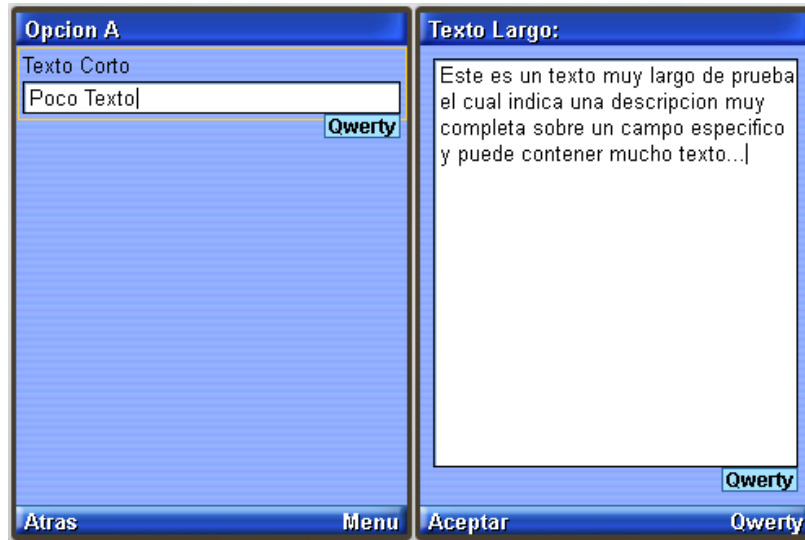 Opcion A
Texto Corto
Poco Texto
Qwerty
Atras
Menu
Texto Largo:
Este es un texto muy largo de prueba
el cual indica una descripcion muy
completa sobre un campo especifico
y puede contener mucho texto...
Qwerty
Aceptar
Qwerty